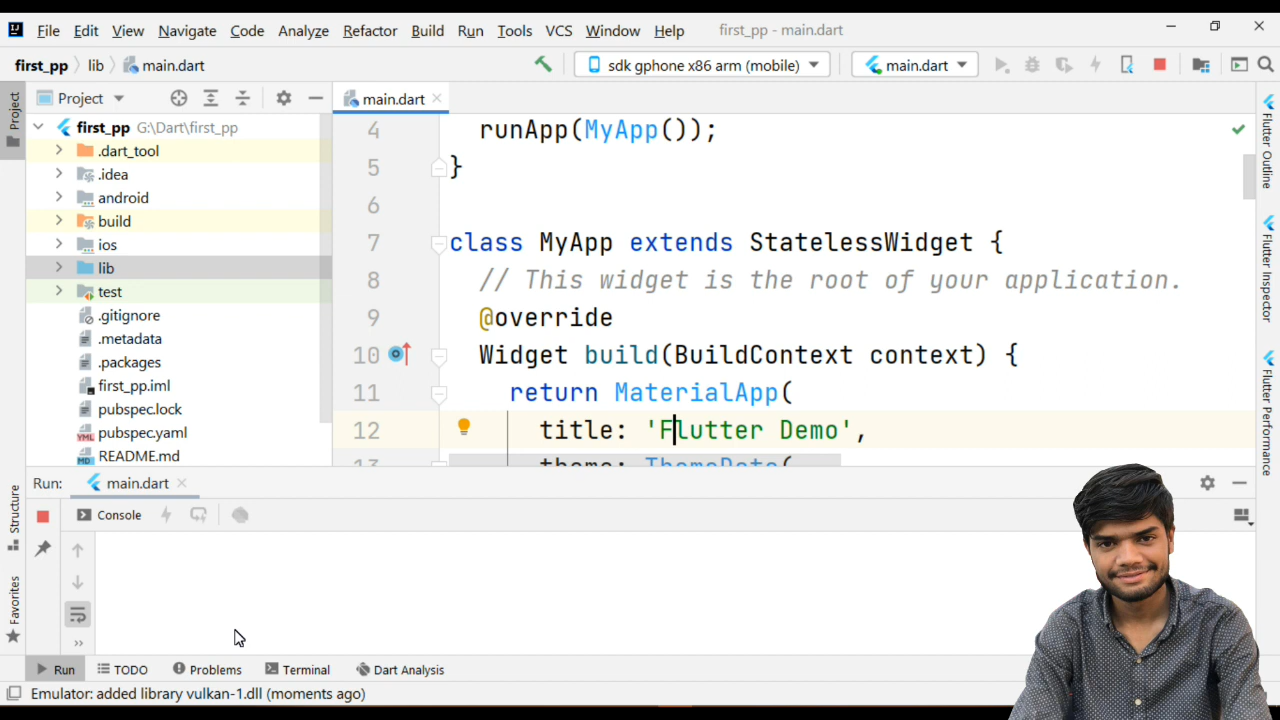 File Edit View Navigate Code Analyze Refactor Build Run Tools VCS Window Help first_pp - main.dart
first_pp lib main.dart sdk gphone x86 arm (mobile) main.dart
Project
Project
main.dart
first_pp G:\Dart\first_pp
.dart_tool
.idea
android
build
ios
lib
test
.gitignore
.metadata
.packages
first_pp.iml
pubspec.lock
pubspec.yaml
README.md
4 runApp(MyApp());
5 }
6
7 class MyApp extends StatelessWidget {
8 // This widget is the root of your application.
9 @override
10 Widget build(BuildContext context) {
11 return MaterialApp(
12 title: 'Flutter Demo',
13 theme: ThemeData(
Flutter Outline
Flutter Inspector
Flutter Performance
Run: main.dart
Console
Structure
Favorites
Run TODO Problems Terminal Dart Analysis
Emulator: added library vulkan-1.dll (moments ago)